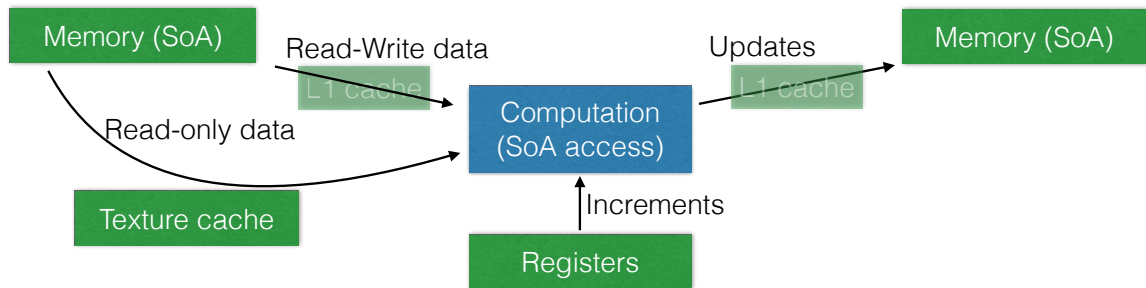 Memory (SoA)
Read-Write data
L1 cache
Read-only data
Texture cache
Computation
(SoA access)
Increments
Registers
Updates
L1 cache
Memory (SoA)